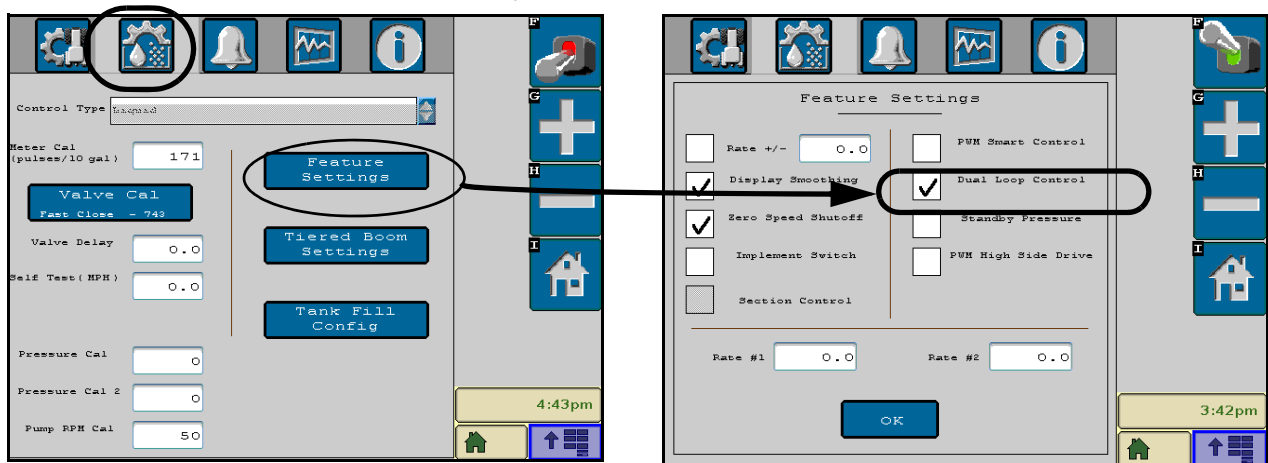 F
Control Type
G
Meter Cal
(pulses/10 gal)
171
Feature
Settings
H
Valve Cal
Fast Close - 743
Valve Delay
0.0
Tiered Boom
Settings
I
Self Test(MPH)
0.0
Tank Fill
Config
Pressure Cal
0
Pressure Cal 2
0
4:43pm
Pump RPM Cal
50
F
Feature Settings
G
Rate +/-
0.0
PWM Smart Control
H
Display Smoothing
Dual Loop Control
Zero Speed Shutoff
Standby Pressure
I
Implement Switch
PWM High Side Drive
Section Control
Rate #1
0.0
Rate #2
0.0
3:42pm
OK